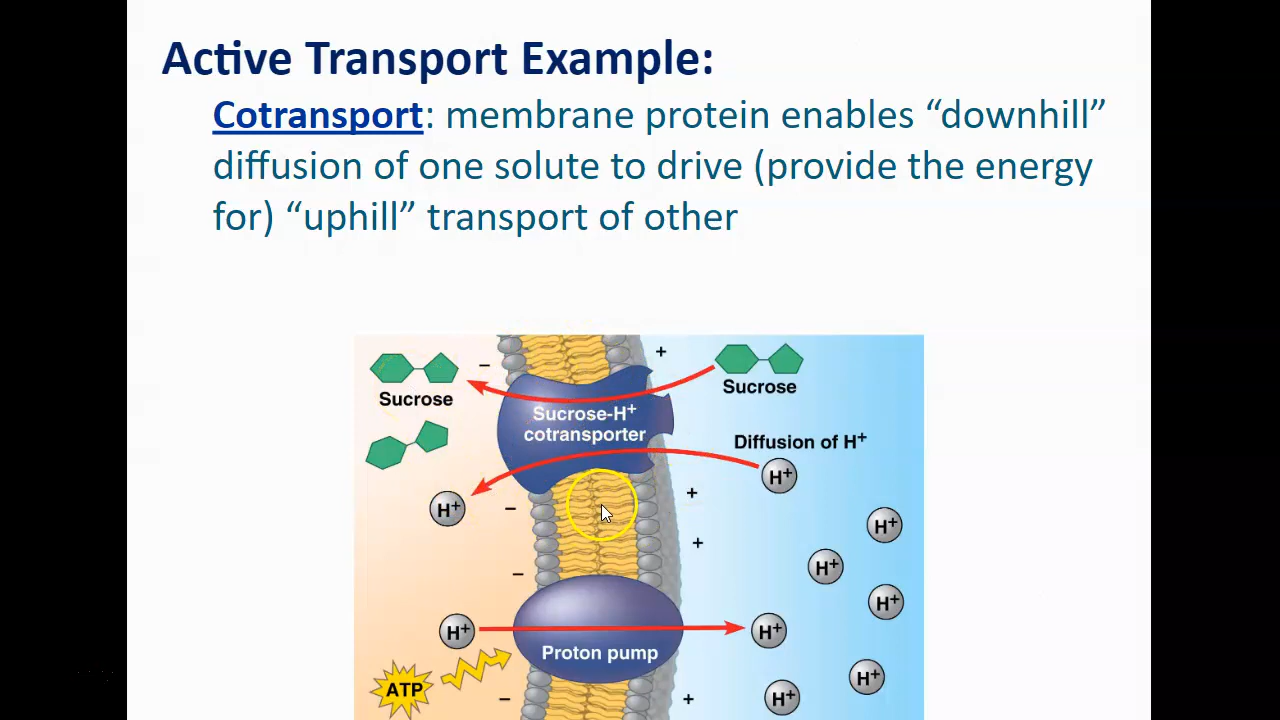 Active Transport Example:
Cotransport: membrane protein enables “downhill”
diffusion of one solute to drive (provide the energy
for) “uphill” transport of other
−
+
Sucrose
Sucrose
Sucrose-H⁺
cotransporter
Diffusion of H⁺
H⁺
H⁺
−
+
H⁺
+
H⁺
−
H⁺
H⁺
H⁺
Proton pump
H⁺
ATP
−
+
H⁺